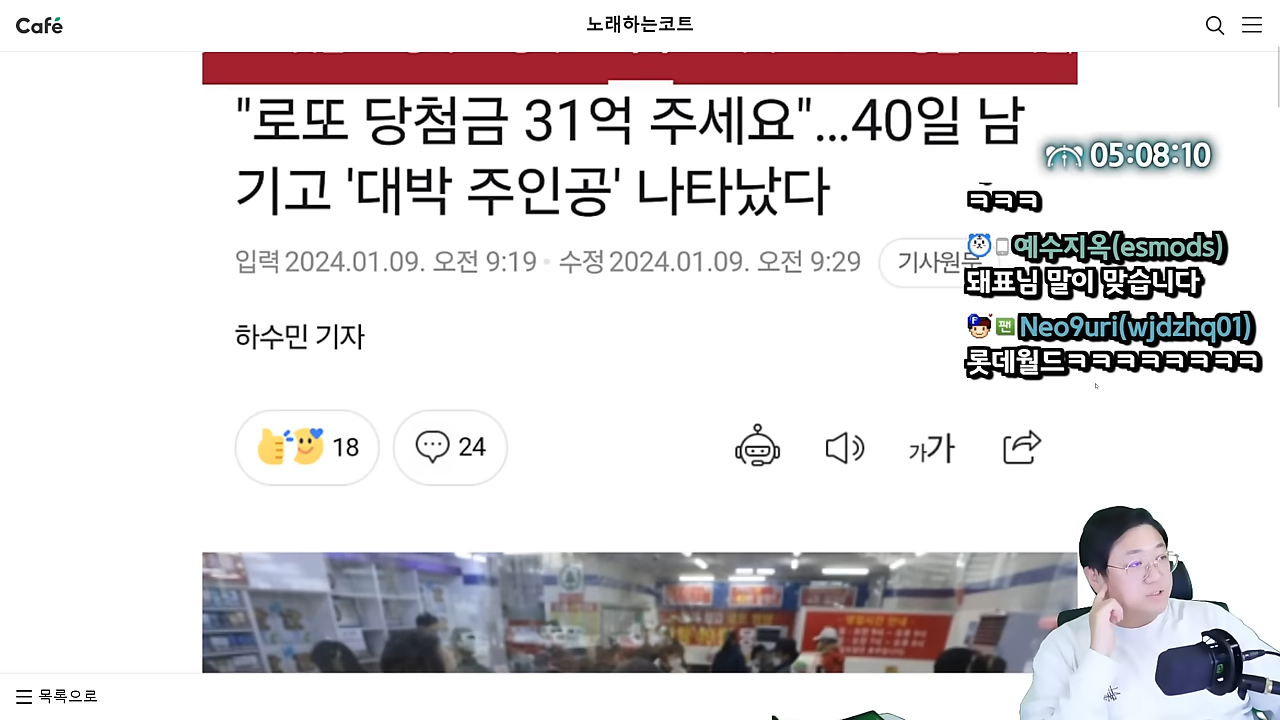 Café
노래하는코트
"로또 당첨금 31억 주세요"…40일 남
기고 '대박 주인공' 나타났다
입력 2024.01.09. 오전 9:19 수정 2024.01.09. 오전 9:29
하수민 기자
18
24
가가
05:08:10
ㅋㅋㅋ
예수지옥(esmods)
돼표님 말이 맞습니다
팬 Neo9uri(wjdzhq01)
롯데월드ㅋㅋㅋㅋㅋㅋㅋㅋ
목록으로